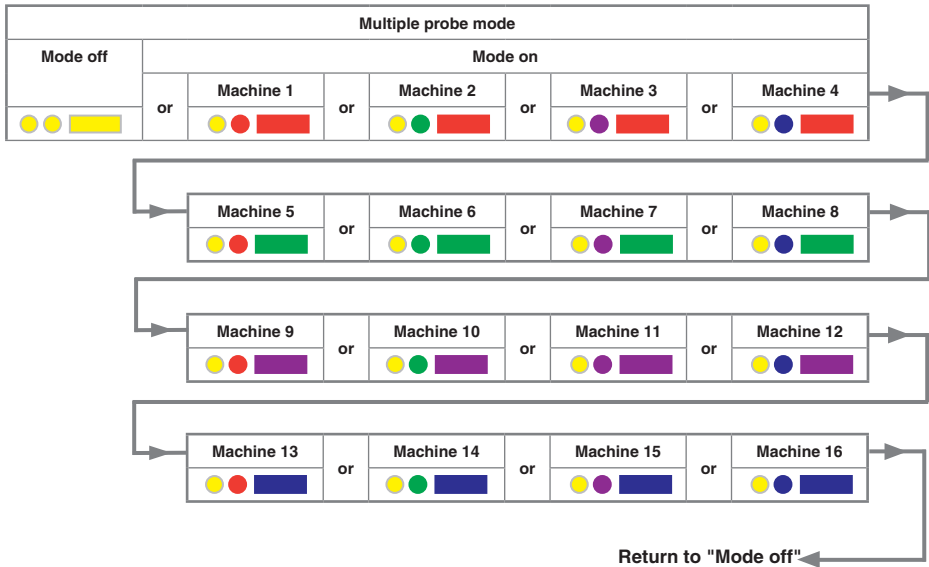 Multiple probe mode
Mode off
Mode on
or
Machine 1
or
Machine 2
or
Machine 3
or
Machine 4
Machine 5
or
Machine 6
or
Machine 7
or
Machine 8
Machine 9
or
Machine 10
or
Machine 11
or
Machine 12
Machine 13
or
Machine 14
or
Machine 15
or
Machine 16
Return to "Mode off"